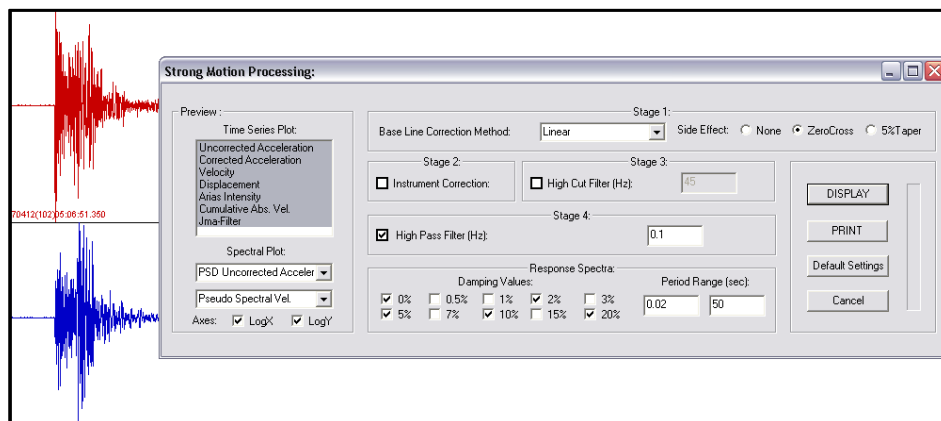 Strong Motion Processing:
Preview :
Time Series Plot:
Uncorrected Acceleration
Corrected Acceleration
Velocity
Displacement
Arias Intensity
Cumulative Abs. Vel.
Jma-Filter
Spectral Plot:
PSD Uncorrected Acceler
Pseudo Spectral Vel.
Axes: LogX LogY
Stage 1:
Base Line Correction Method: Linear Side Effect: None ZeroCross 5%Taper
Stage 2:
Instrument Correction:
Stage 3:
High Cut Filter (Hz): 45
Stage 4:
High Pass Filter (Hz): 0.1
Response Spectra:
Damping Values:
0% 0.5% 1% 2% 3%
5% 7% 10% 15% 20%
Period Range (sec):
0.02 50
DISPLAY
PRINT
Default Settings
Cancel
70412(102)05:06:51.350